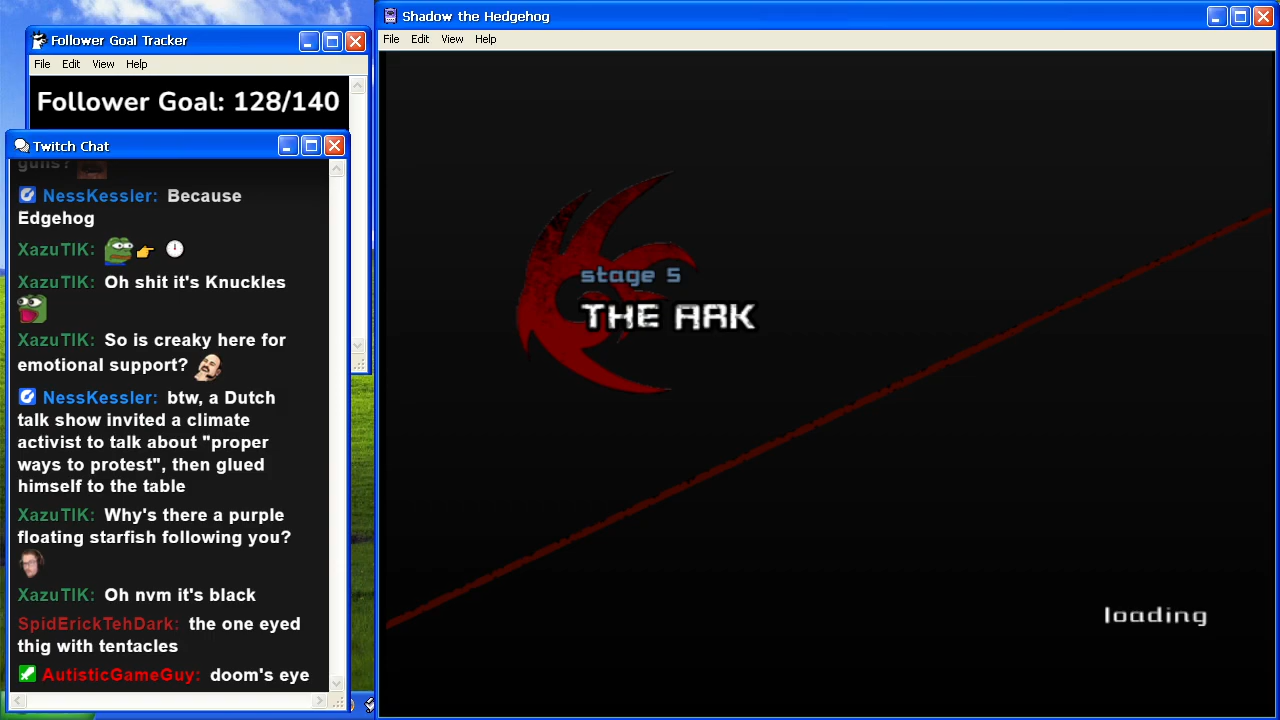 Follower Goal Tracker
File Edit View Help
Follower Goal: 128/140
Twitch Chat
guns?
NessKessler: Because
Edgehog
XazuTIK:
XazuTIK: Oh shit it's Knuckles
XazuTIK: So is creaky here for
emotional support?
NessKessler: btw, a Dutch
talk show invited a climate
activist to talk about "proper
ways to protest", then glued
himself to the table
XazuTIK: Why's there a purple
floating starfish following you?
XazuTIK: Oh nvm it's black
SpidErickTehDark: the one eyed
thig with tentacles
AutisticGameGuy: doom's eye
Shadow the Hedgehog
File Edit View Help
stage 5
THE ARK
loading